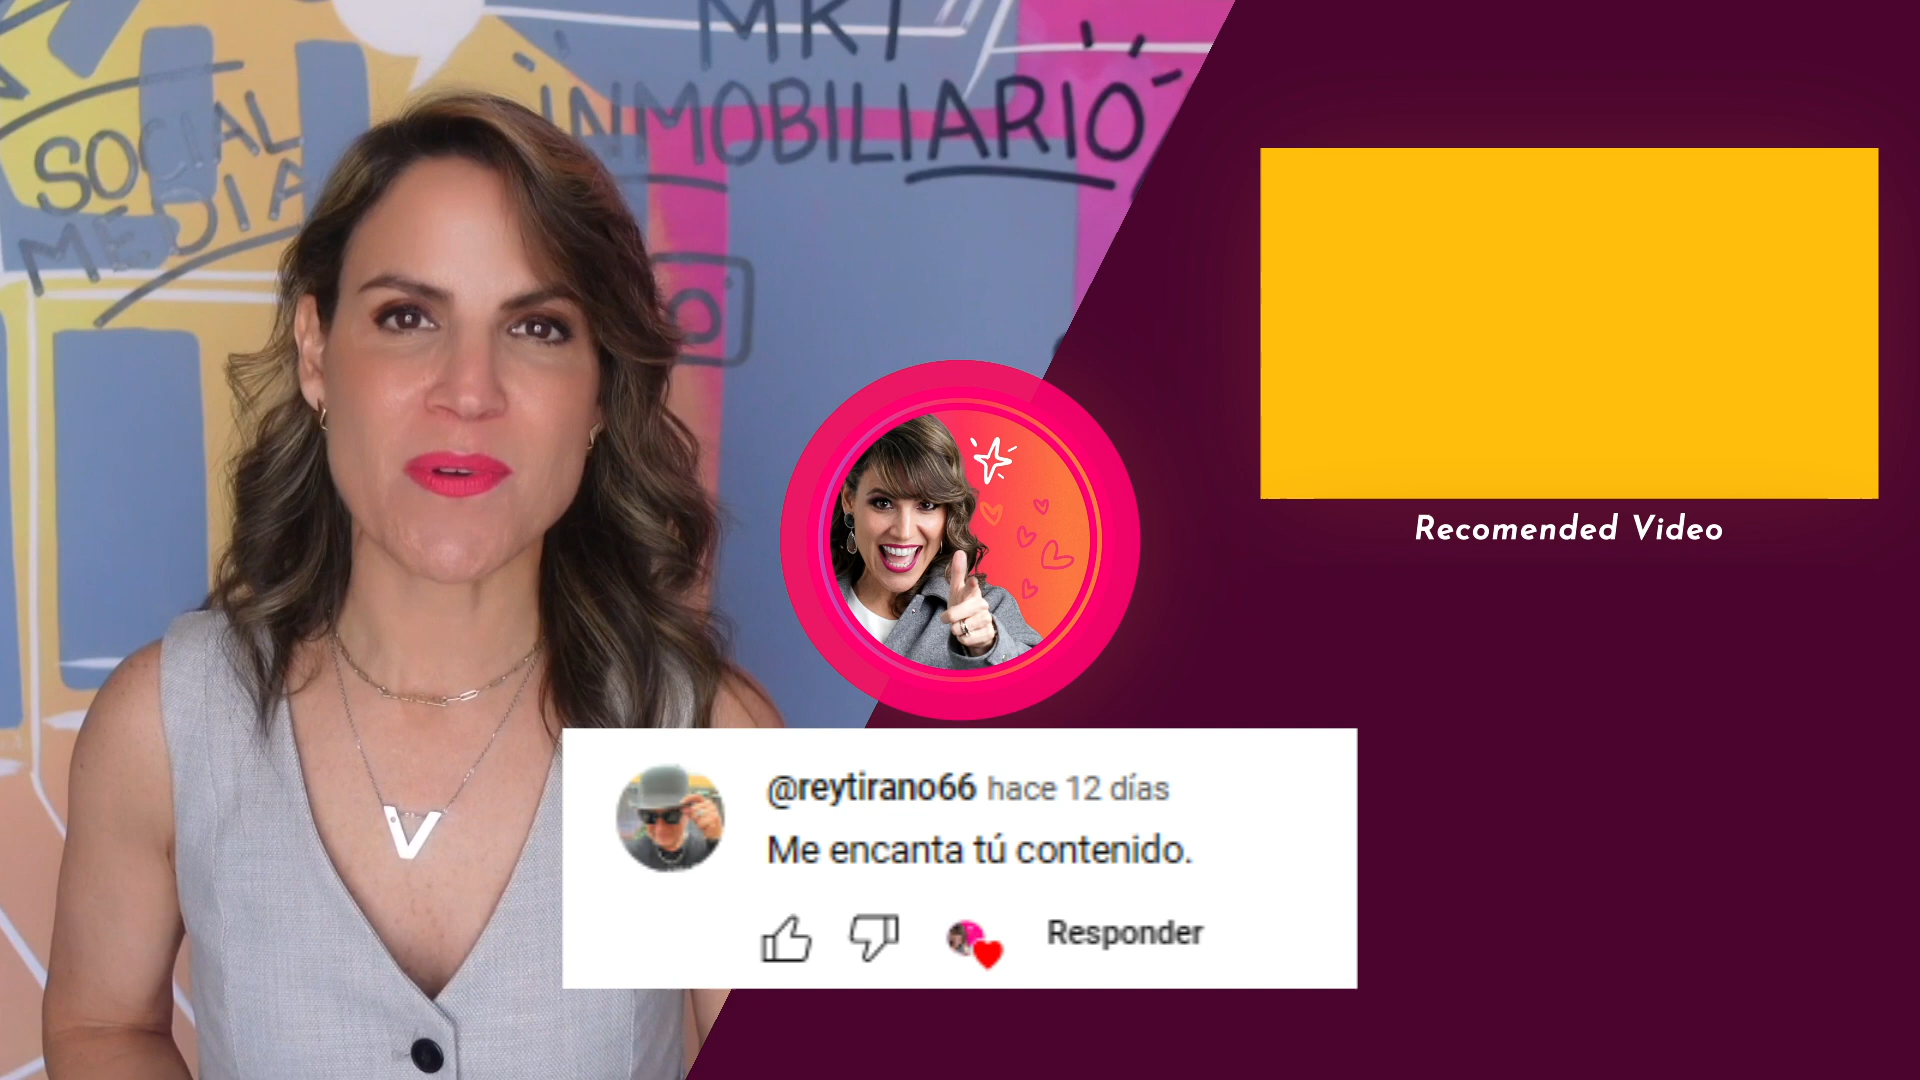 MKT
INMOBILIARIO
SOCIAL
MEDIA
V
Recomended Video
@reytirano66 hace 12 días
Me encanta tú contenido.
Responder